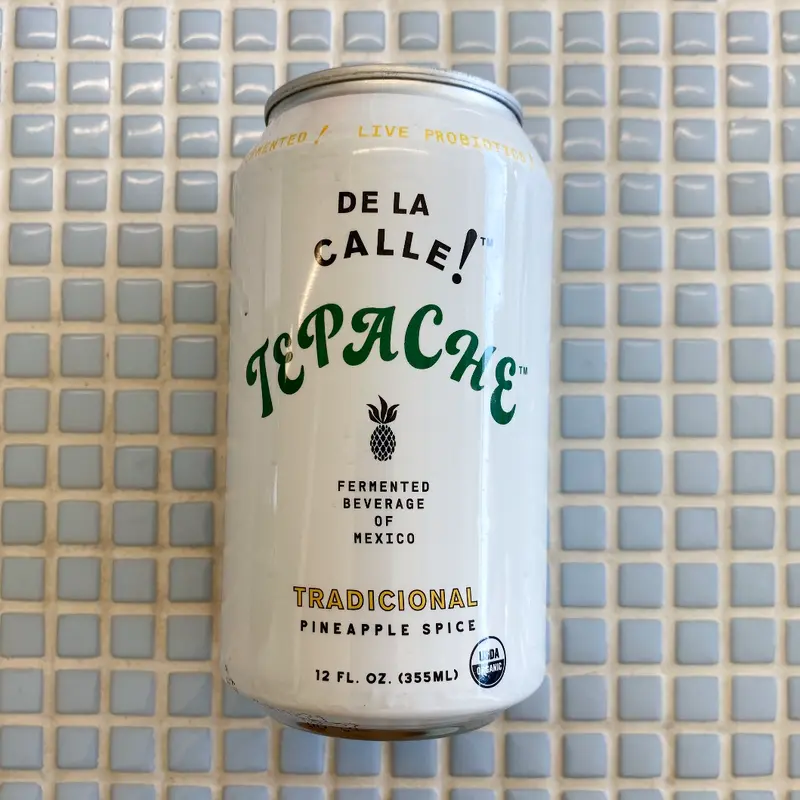 FERMENTED! LIVE PROBIOTICS!
DE LA
CALLE!™
TEPACHE™
FERMENTED
BEVERAGE
OF
MEXICO
TRADICIONAL
PINEAPPLE SPICE
12 FL. OZ. (355ML)
USDA
ORGANIC